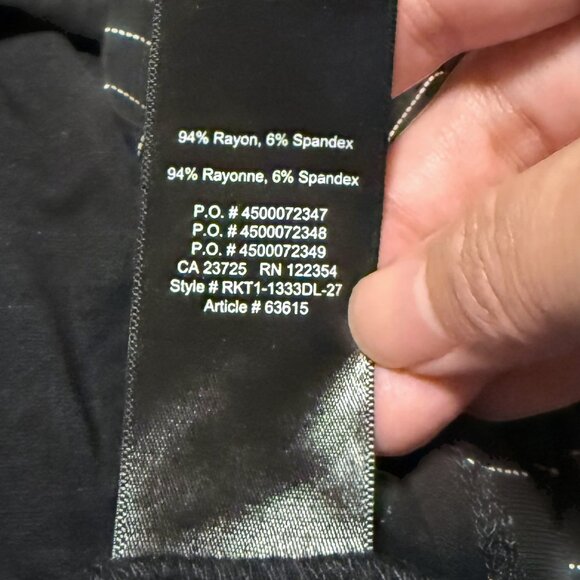 94% Rayon, 6% Spandex
94% Rayonne, 6% Spandex
P.O. # 4500072347
P.O. # 4500072348
P.O. # 4500072349
CA 23725 RN 122354
Style # RKT1-1333DL-27
Article # 63615